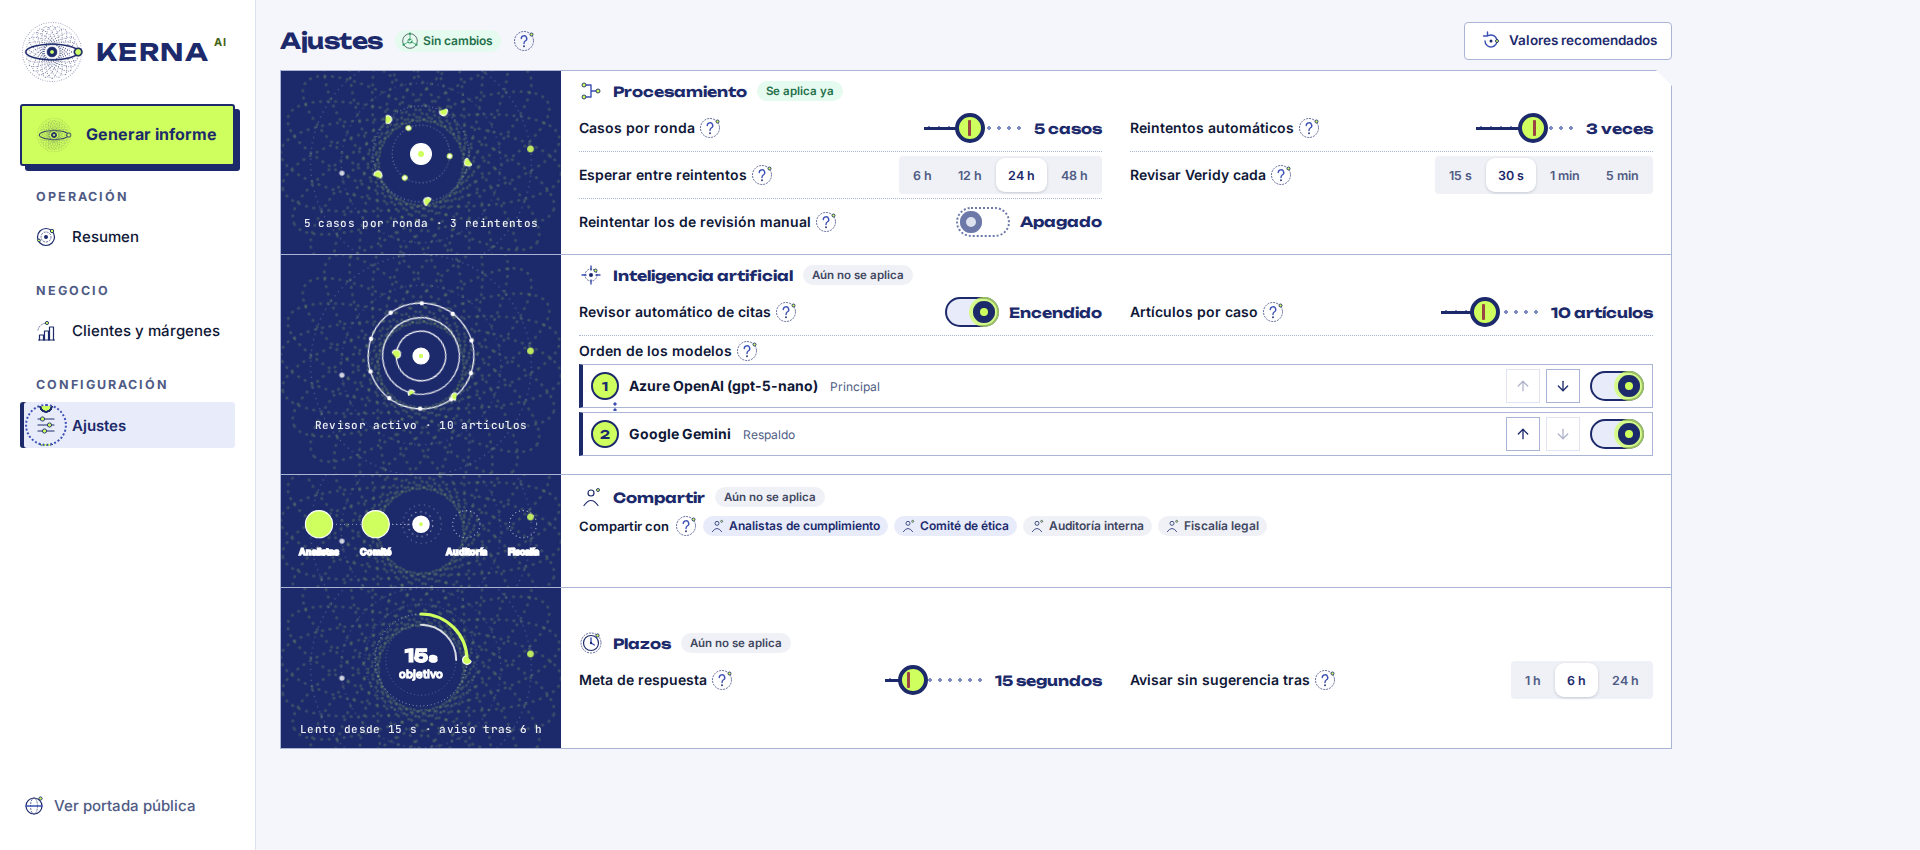 KERNA AI
Generar informe
OPERACIÓN
Resumen
NEGOCIO
Clientes y márgenes
CONFIGURACIÓN
Ajustes
Ver portada pública
Ajustes Sin cambios ?
Valores recomendados
5 casos por ronda · 3 reintentos
Procesamiento Se aplica ya
Casos por ronda ? 5 casos
Reintentos automáticos ? 3 veces
Esperar entre reintentos ? 6 h 12 h 24 h 48 h
Revisar Veridy cada ? 15 s 30 s 1 min 5 min
Reintentar los de revisión manual ? Apagado
Revisor activo · 10 artículos
Inteligencia artificial Aún no se aplica
Revisor automático de citas ? Encendido
Artículos por caso ? 10 artículos
Orden de los modelos ?
1 Azure OpenAI (gpt-5-nano) Principal
2 Google Gemini Respaldo
Analistas Comité Auditoría Fiscalía
Compartir Aún no se aplica
Compartir con ? Analistas de cumplimiento Comité de ética Auditoría interna Fiscalía legal
15s
objetivo
Lento desde 15 s · aviso tras 6 h
Plazos Aún no se aplica
Meta de respuesta ? 15 segundos
Avisar sin sugerencia tras ? 1 h 6 h 24 h